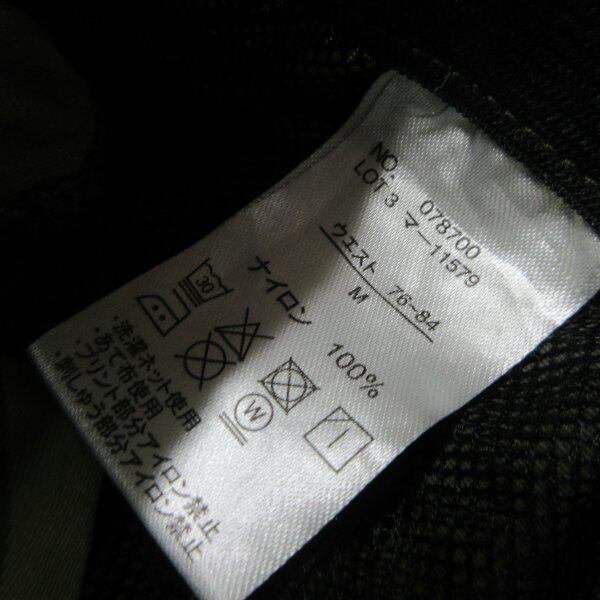 NO. 078700
LOT 3 マー11579
ウエスト 76~84
M
ナイロン 100%
30
W
・洗濯ネット使用
・あて布使用
・プリント部分アイロン禁止
・刺しゅう部分アイロン禁止